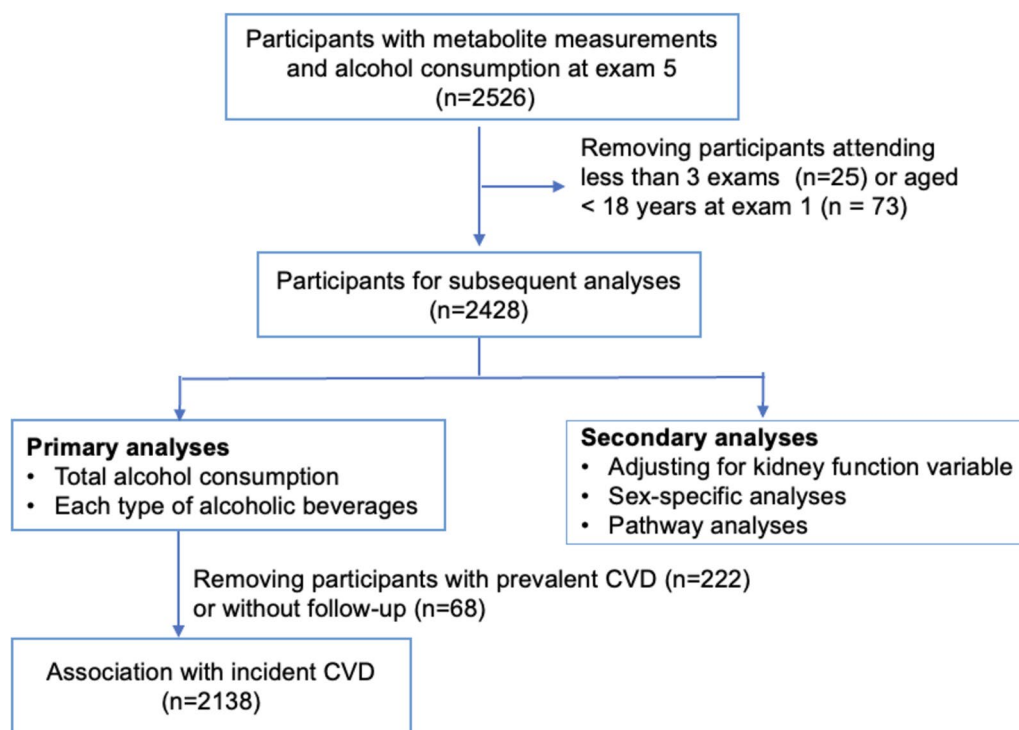 Participants with metabolite measurements
and alcohol consumption at exam 5
(n=2526)
Removing participants attending
less than 3 exams (n=25) or aged
< 18 years at exam 1 (n = 73)
Participants for subsequent analyses
(n=2428)
Primary analyses
• Total alcohol consumption
• Each type of alcoholic beverages
Secondary analyses
• Adjusting for kidney function variable
• Sex-specific analyses
• Pathway analyses
Removing participants with prevalent CVD (n=222)
or without follow-up (n=68)
Association with incident CVD
(n=2138)